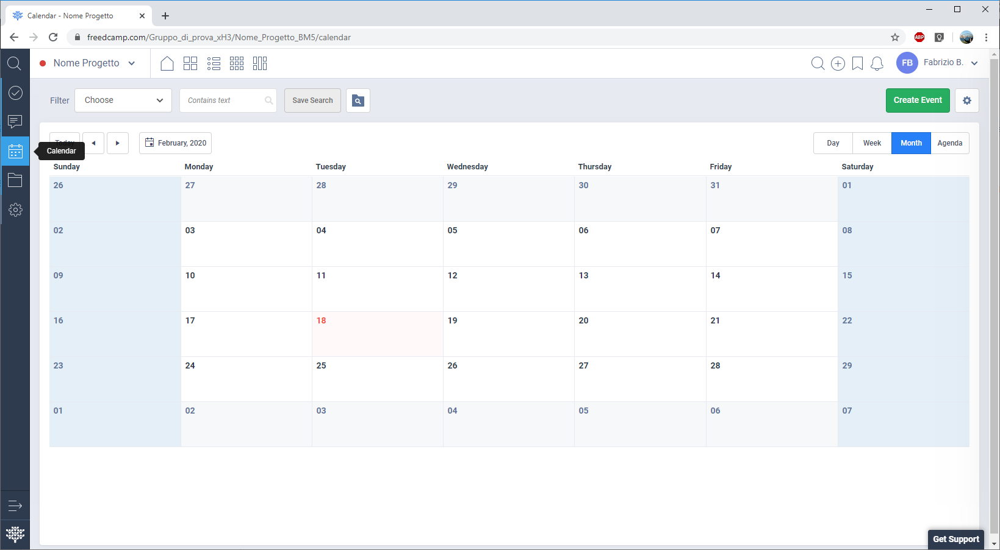 Calendar - Nome Progetto
freedcamp.com/Gruppo_di_prova_xH3/Nome_Progetto_BM5/calendar
ABP
Nome Progetto
FB Fabrizio B.
Filter Choose Contains text Save Search Create Event
Today February, 2020 Day Week Month Agenda
Calendar
Sunday Monday Tuesday Wednesday Thursday Friday Saturday
26 27 28 29 30 31 01
02 03 04 05 06 07 08
09 10 11 12 13 14 15
16 17 18 19 20 21 22
23 24 25 26 27 28 29
01 02 03 04 05 06 07
Get Support